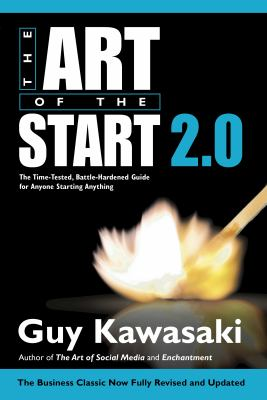 THE
ART
OF THE
START 2.0
The Time-Tested, Battle-Hardened Guide
for Anyone Starting Anything
Guy Kawasaki
Author of The Art of Social Media and Enchantment
The Business Classic Now Fully Revised and Updated